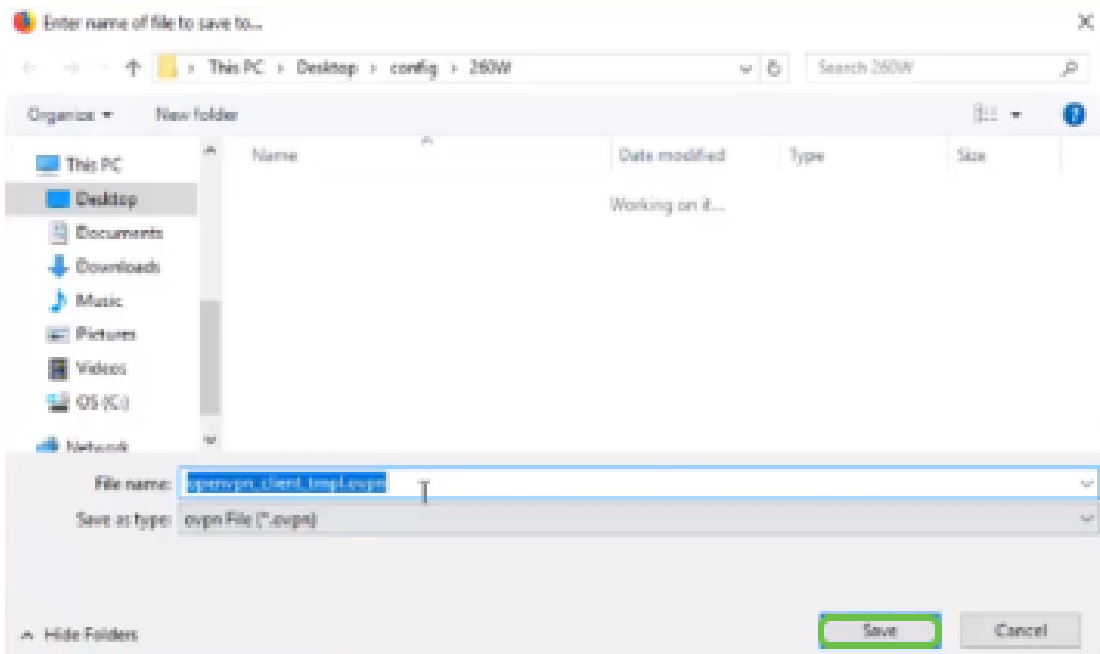 Enter name of file to save to...
This PC › Desktop › config › 260W
Search 260W
Organize
New folder
Name
Date modified
Type
Size
Working on it...
This PC
Desktop
Documents
Downloads
Music
Pictures
Videos
OS (C:)
Network
File name: openvpn_client_tmpl.ovpn
Save as type: ovpn File (*.ovpn)
Hide Folders
Save
Cancel